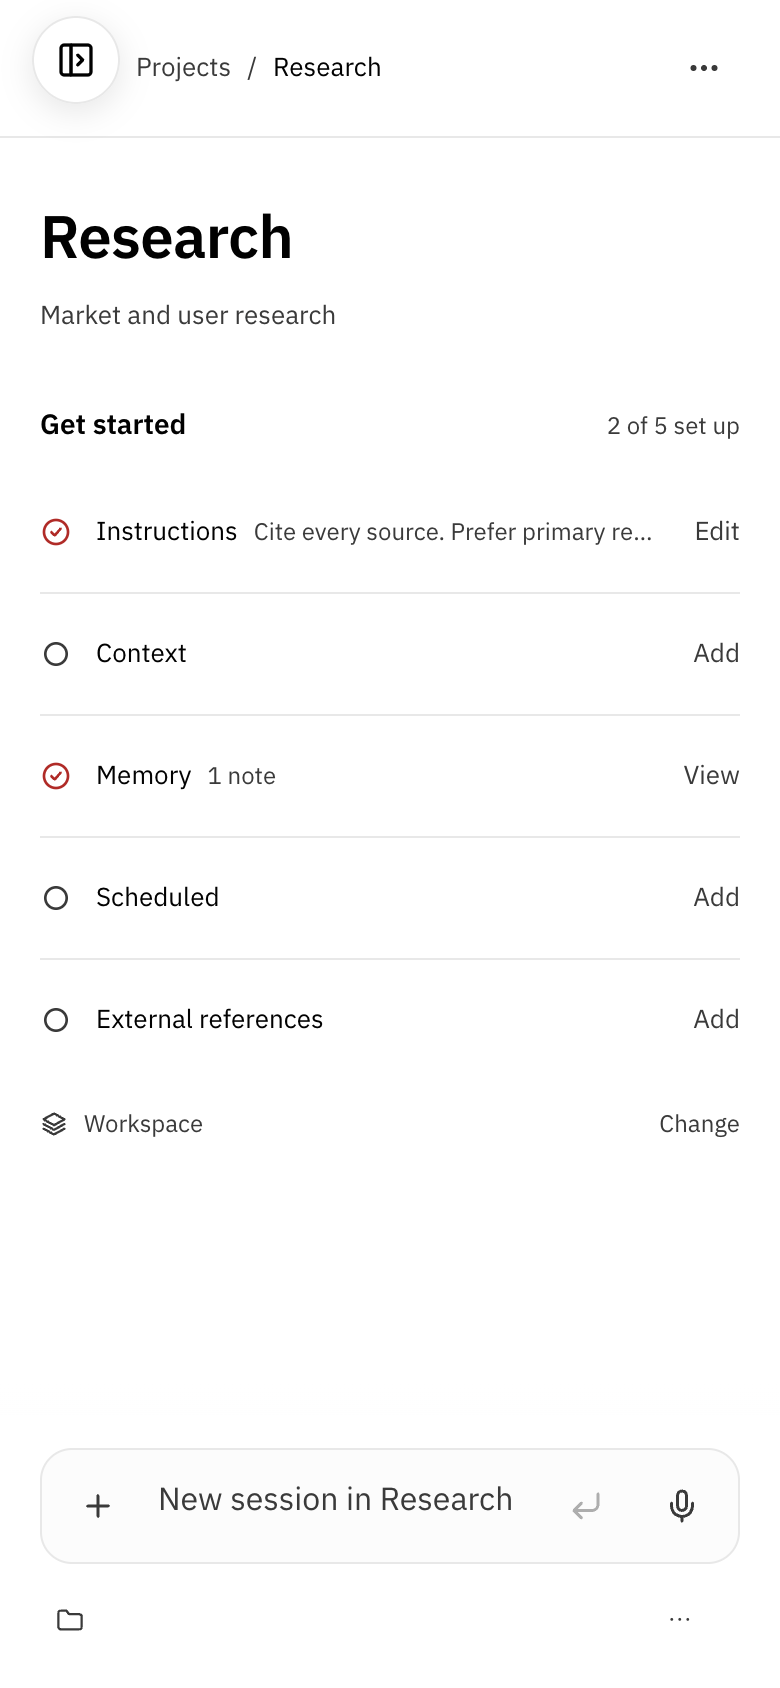 Projects / Research
Research
Market and user research
Get started
2 of 5 set up
Instructions Cite every source. Prefer primary re... Edit
Context Add
Memory 1 note View
Scheduled Add
External references Add
Workspace Change
New session in Research